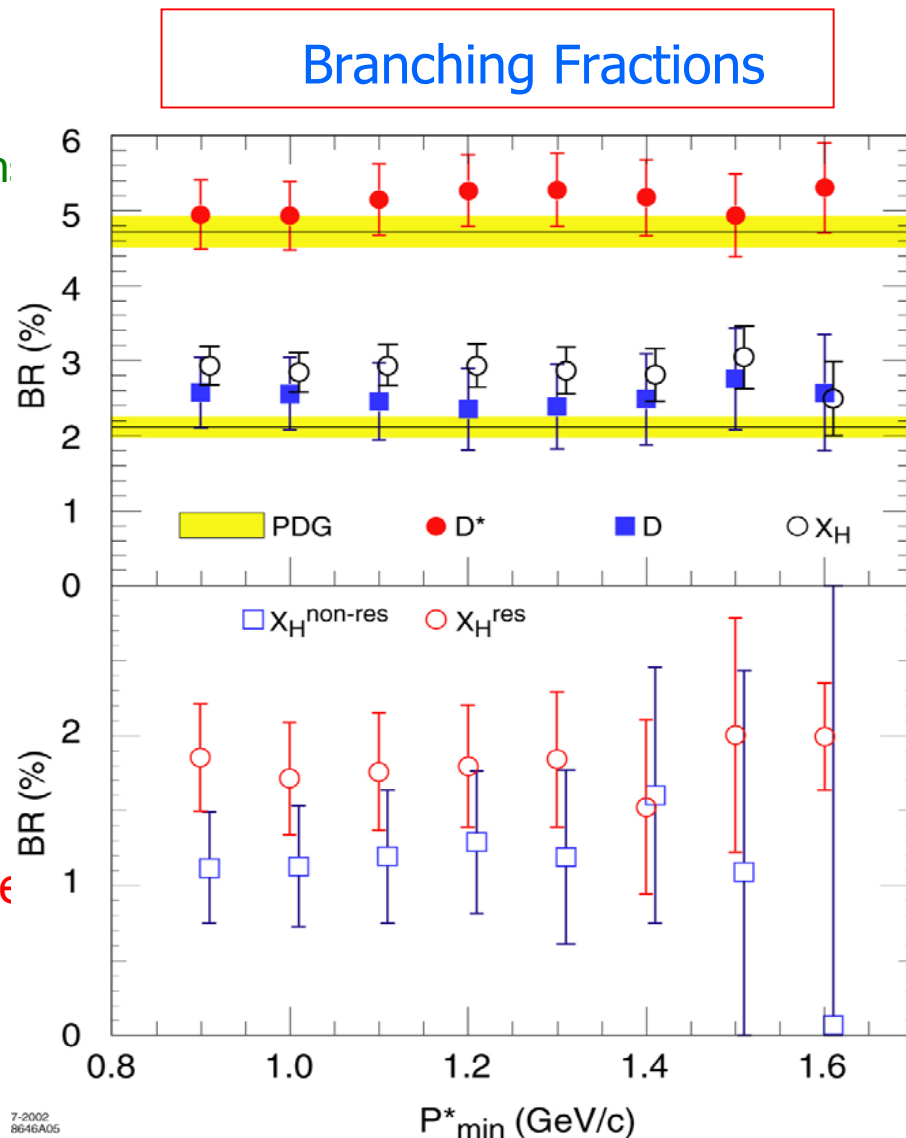 Branching Fractions
6
5
4
3
2
1
0
BR (%)
PDG
D*
D
X_H
X_H^non-res
X_H^res
2
1
0
BR (%)
0.8 1.0 1.2 1.4 1.6
P*_min (GeV/c)
7-2002
8646A05